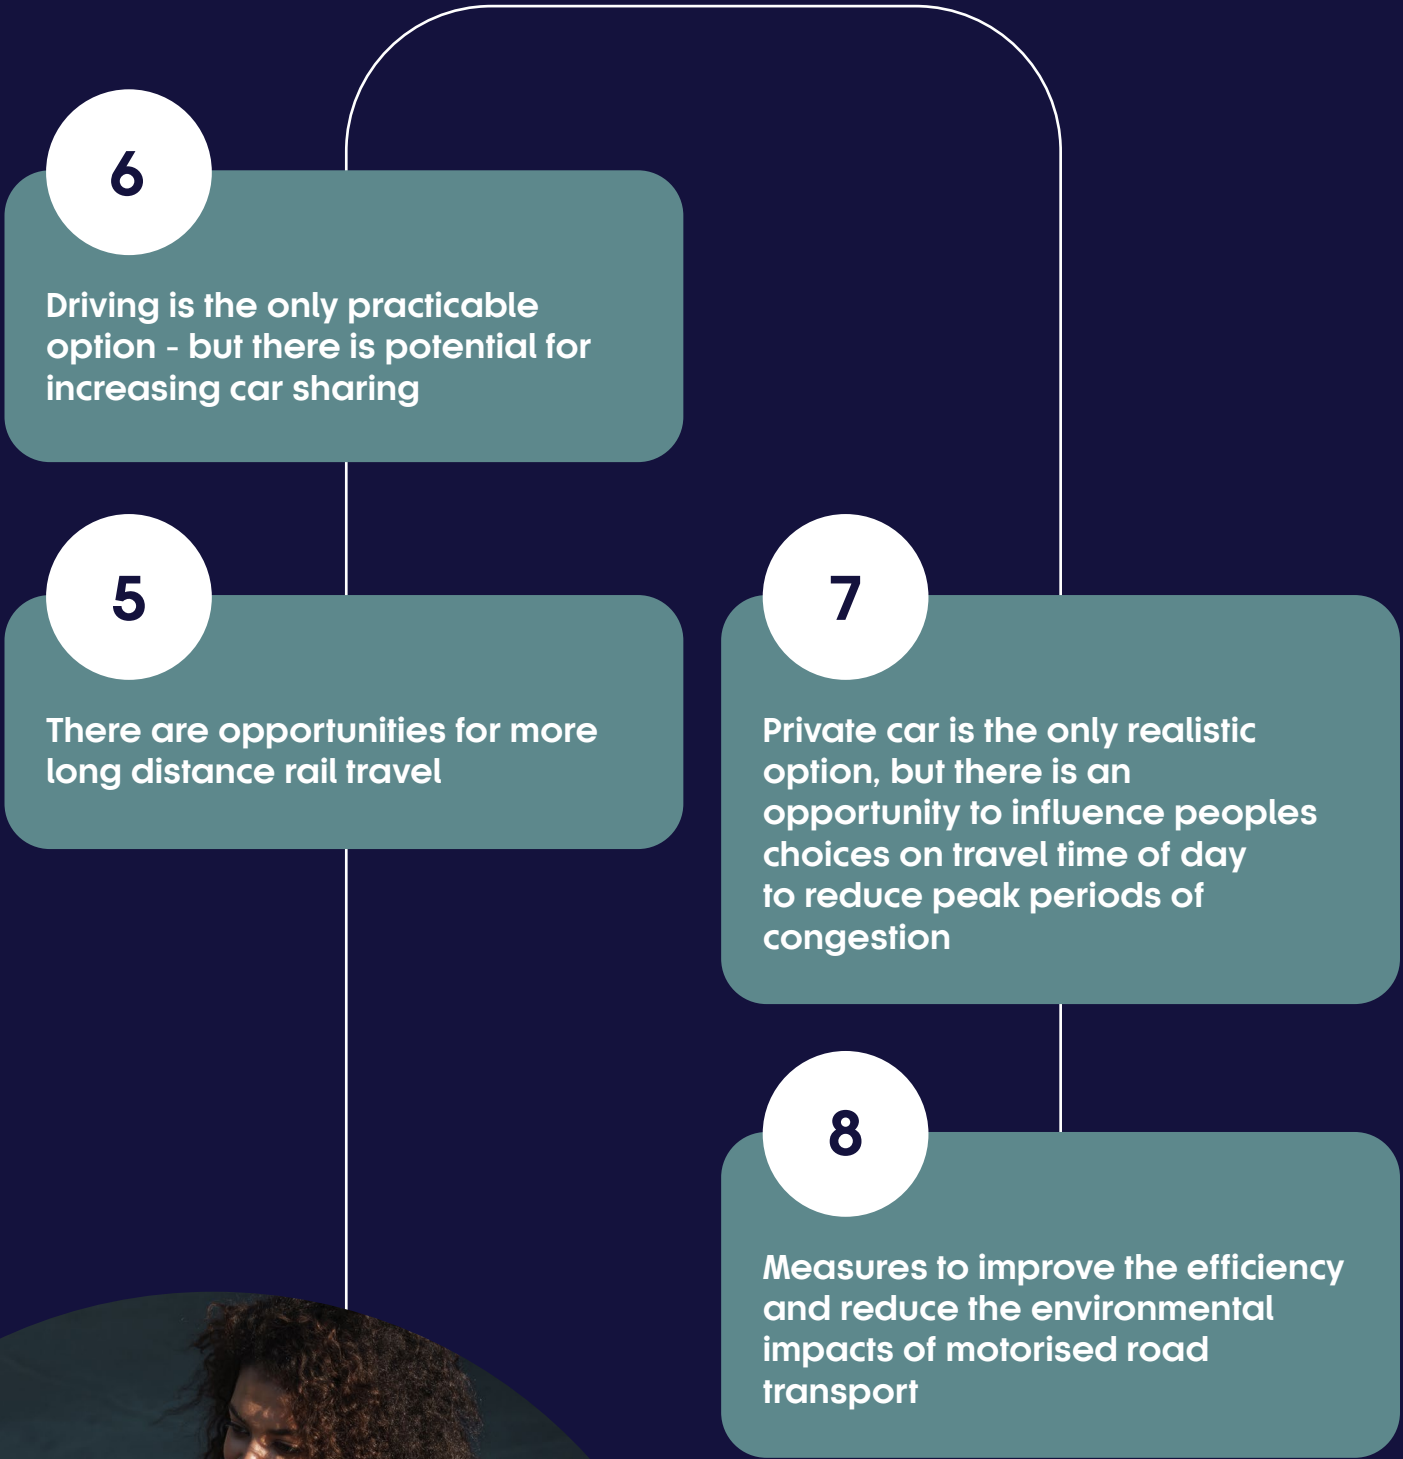 6
Driving is the only practicable
option - but there is potential for
increasing car sharing
5
There are opportunities for more
long distance rail travel
7
Private car is the only realistic
option, but there is an
opportunity to influence peoples
choices on travel time of day
to reduce peak periods of
congestion
8
Measures to improve the efficiency
and reduce the environmental
impacts of motorised road
transport